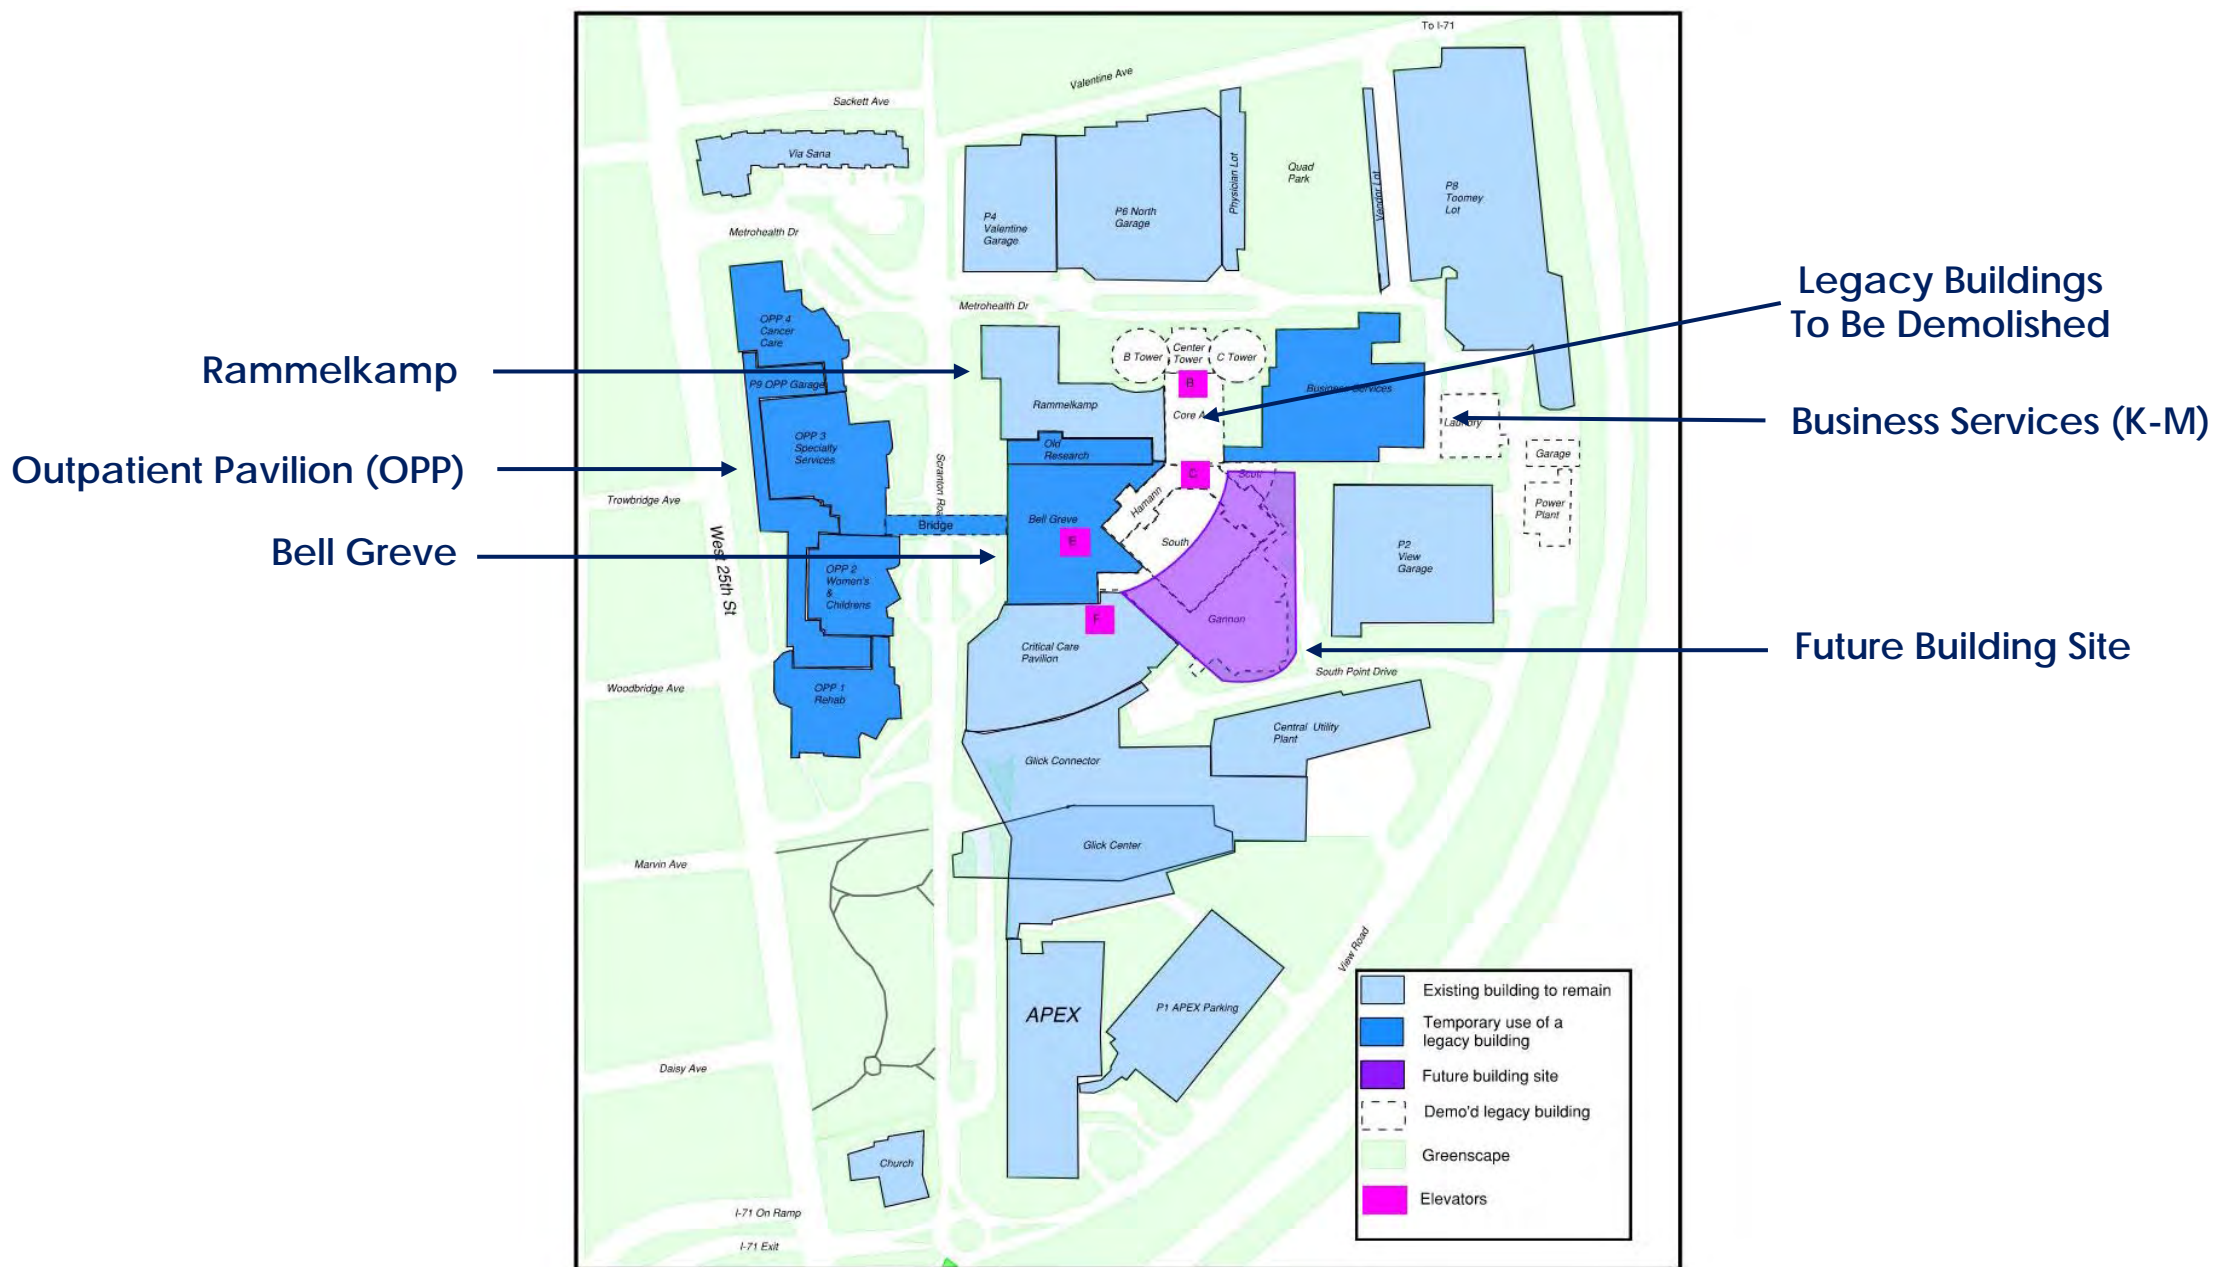 To I-71
Valentine Ave
Sackett Ave
Via Sana
Quad
Park
Physician Lot
Vendor Lot
P8
Toomey
Lot
P4
Valentine
Garage
P6 North
Garage
Metrohealth Dr
Metrohealth Dr
Legacy Buildings
To Be Demolished
OPP 4
Cancer
Care
B Tower
Center
Tower
C Tower
Rammelkamp
P9 OPP Garage
B
Business Services
Rammelkamp
Core A
Laundry
Business Services (K-M)
OPP 3
Specialty
Services
Old
Research
Garage
Outpatient Pavilion (OPP)
Scranton Road
C
Scott
Trowbridge Ave
Hamann
Power
Plant
Bridge
Bell Greve
Bell Greve
E
South
P2
View
Garage
West 25th St
OPP 2
Women's
&
Childrens
F
Gannon
Critical Care
Pavilion
Future Building Site
South Point Drive
Woodbridge Ave
OPP 1
Rehab
Central Utility
Plant
Glick Connector
Glick Center
Marvin Ave
View Road
APEX
P1 APEX Parking
Daisy Ave
Church
I-71 On Ramp
I-71 Exit
Existing building to remain
Temporary use of a
legacy building
Future building site
Demo'd legacy building
Greenscape
Elevators